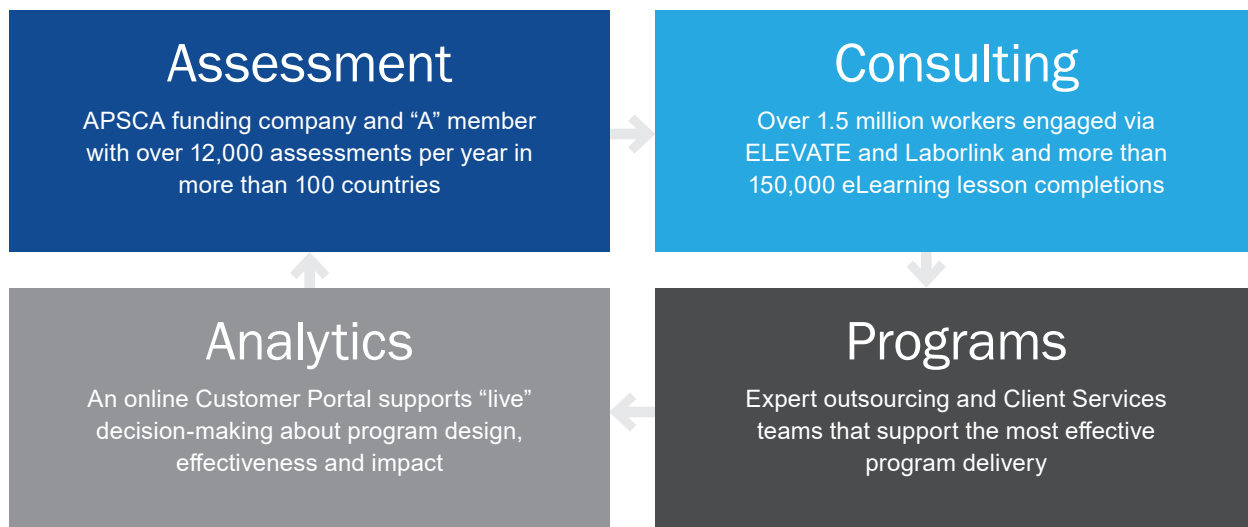 Assessment
APSCA funding company and “A” member
with over 12,000 assessments per year in
more than 100 countries
Consulting
Over 1.5 million workers engaged via
ELEVATE and Laborlink and more than
150,000 eLearning lesson completions
Analytics
An online Customer Portal supports “live”
decision-making about program design,
effectiveness and impact
Programs
Expert outsourcing and Client Services
teams that support the most effective
program delivery